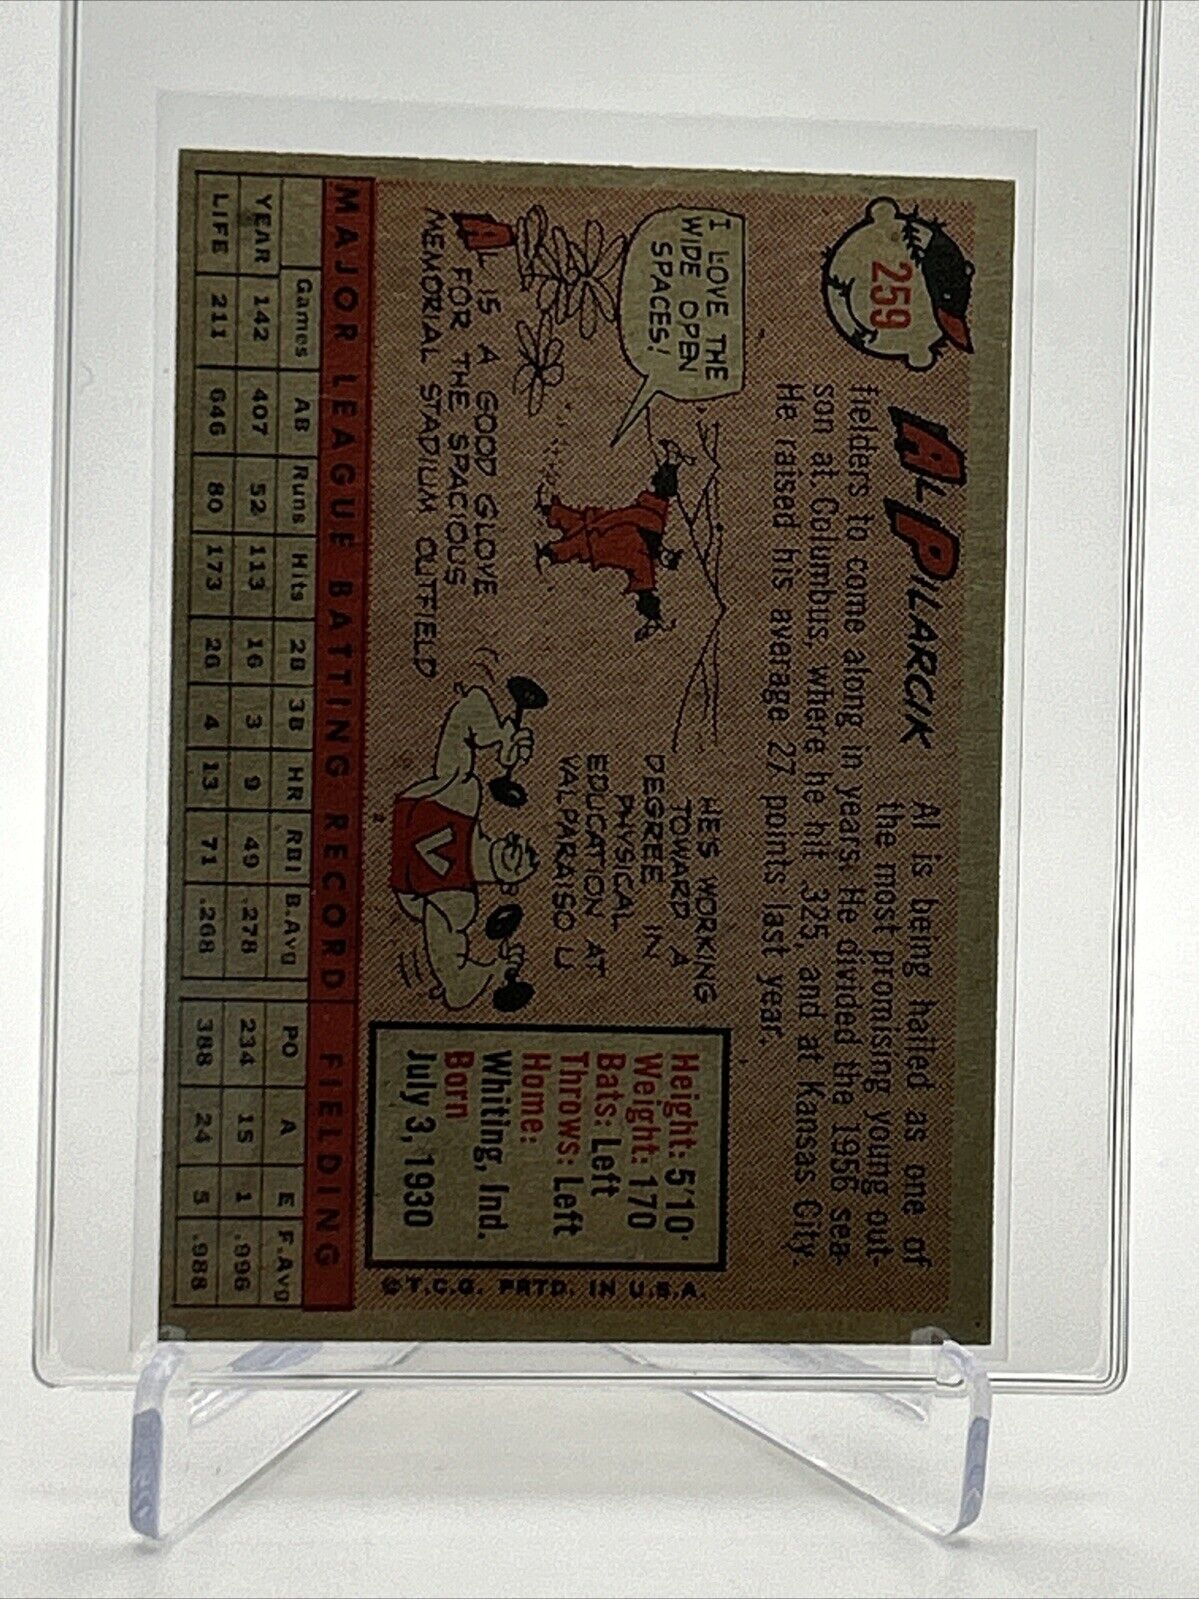 259
AL PILARCIK
Al is being hailed as one of
the most promising young out-
fielders to come along in years. He divided the 1956 sea-
son at Columbus, where he hit .325, and at Kansas City.
He raised his average 27 points last year.
I LOVE THE
WIDE OPEN
SPACES!
AL IS A GOOD GLOVE
FOR THE SPACIOUS
MEMORIAL STADIUM OUTFIELD
HE'S WORKING
TOWARD A
DEGREE IN
PHYSICAL
EDUCATION AT
VALPARAISO U
V
Height: 5'10"
Weight: 170
Bats: Left
Throws: Left
Home:
Whiting, Ind.
Born
July 3, 1930
© T.C.G. PRTD. IN U.S.A.
MAJOR LEAGUE BATTING RECORD FIELDING
Games AB Runs Hits 2B 3B HR RBI B.Avg PO A E F.Avg
YEAR 142 407 52 113 16 3 9 49 .278 234 15 1 .996
LIFE 211 646 80 173 26 4 13 71 .268 388 24 5 .988